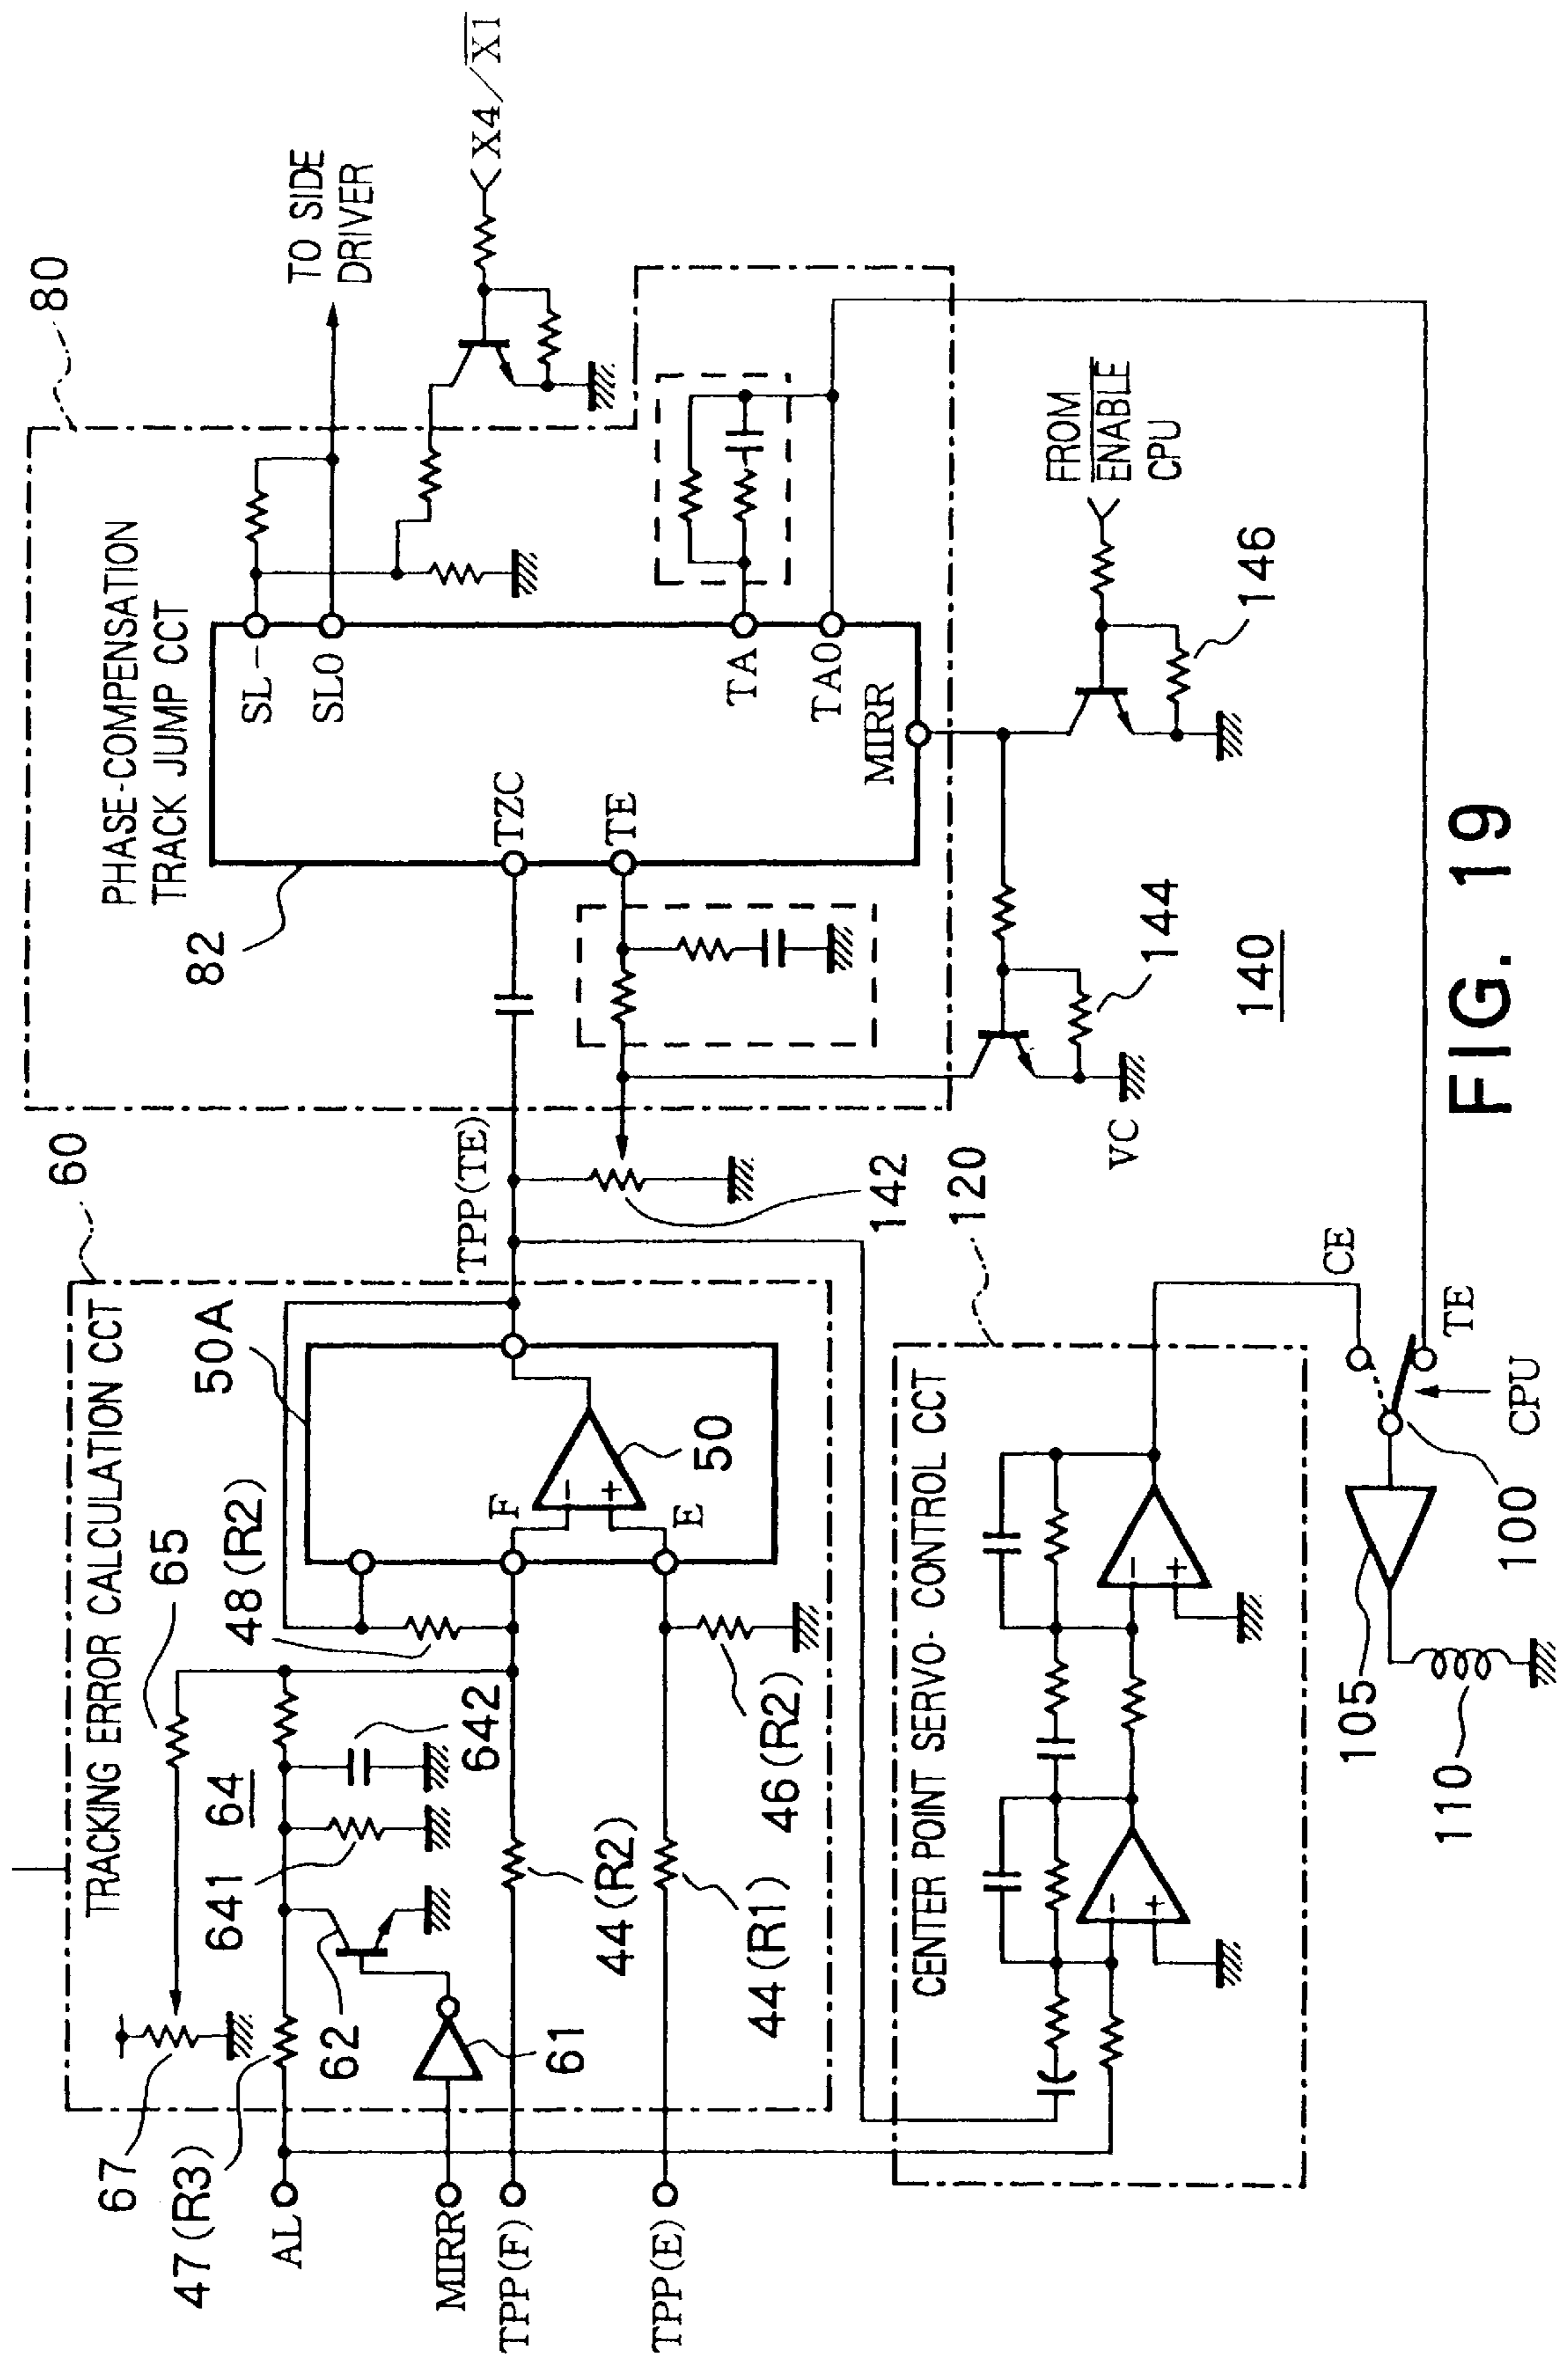 80
PHASE-COMPENSATION
TRACK JUMP CCT
82
SL-
SLO
TZC
TE
TA
TAO
MIRR
TO SIDE
DRIVER
X4/X1
FROM
ENABLE
CPU
146
144
140
VC
142
60
TRACKING ERROR CALCULATION CCT
TPP(TE)
50A
50
F
E
65
48(R2)
64
642
641
46(R2)
44(R2)
44(R1)
62
61
67
47(R3)
AL
MIRR
TPP(F)
TPP(E)
120
CENTER POINT SERVO- CONTROL CCT
CE
TE
CPU
100
105
110
FIG. 19